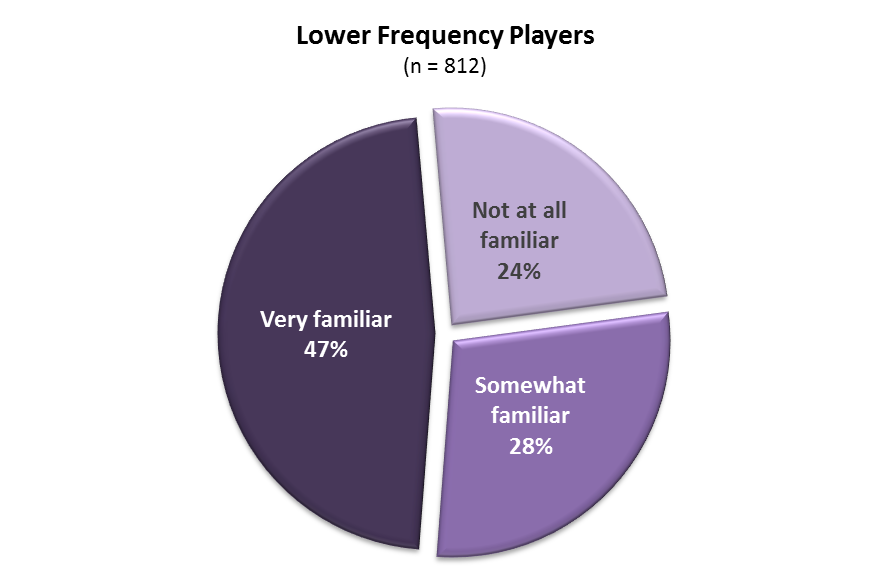 Lower Frequency Players
(n = 812)
Not at all
familiar
24%
Very familiar
47%
Somewhat
familiar
28%